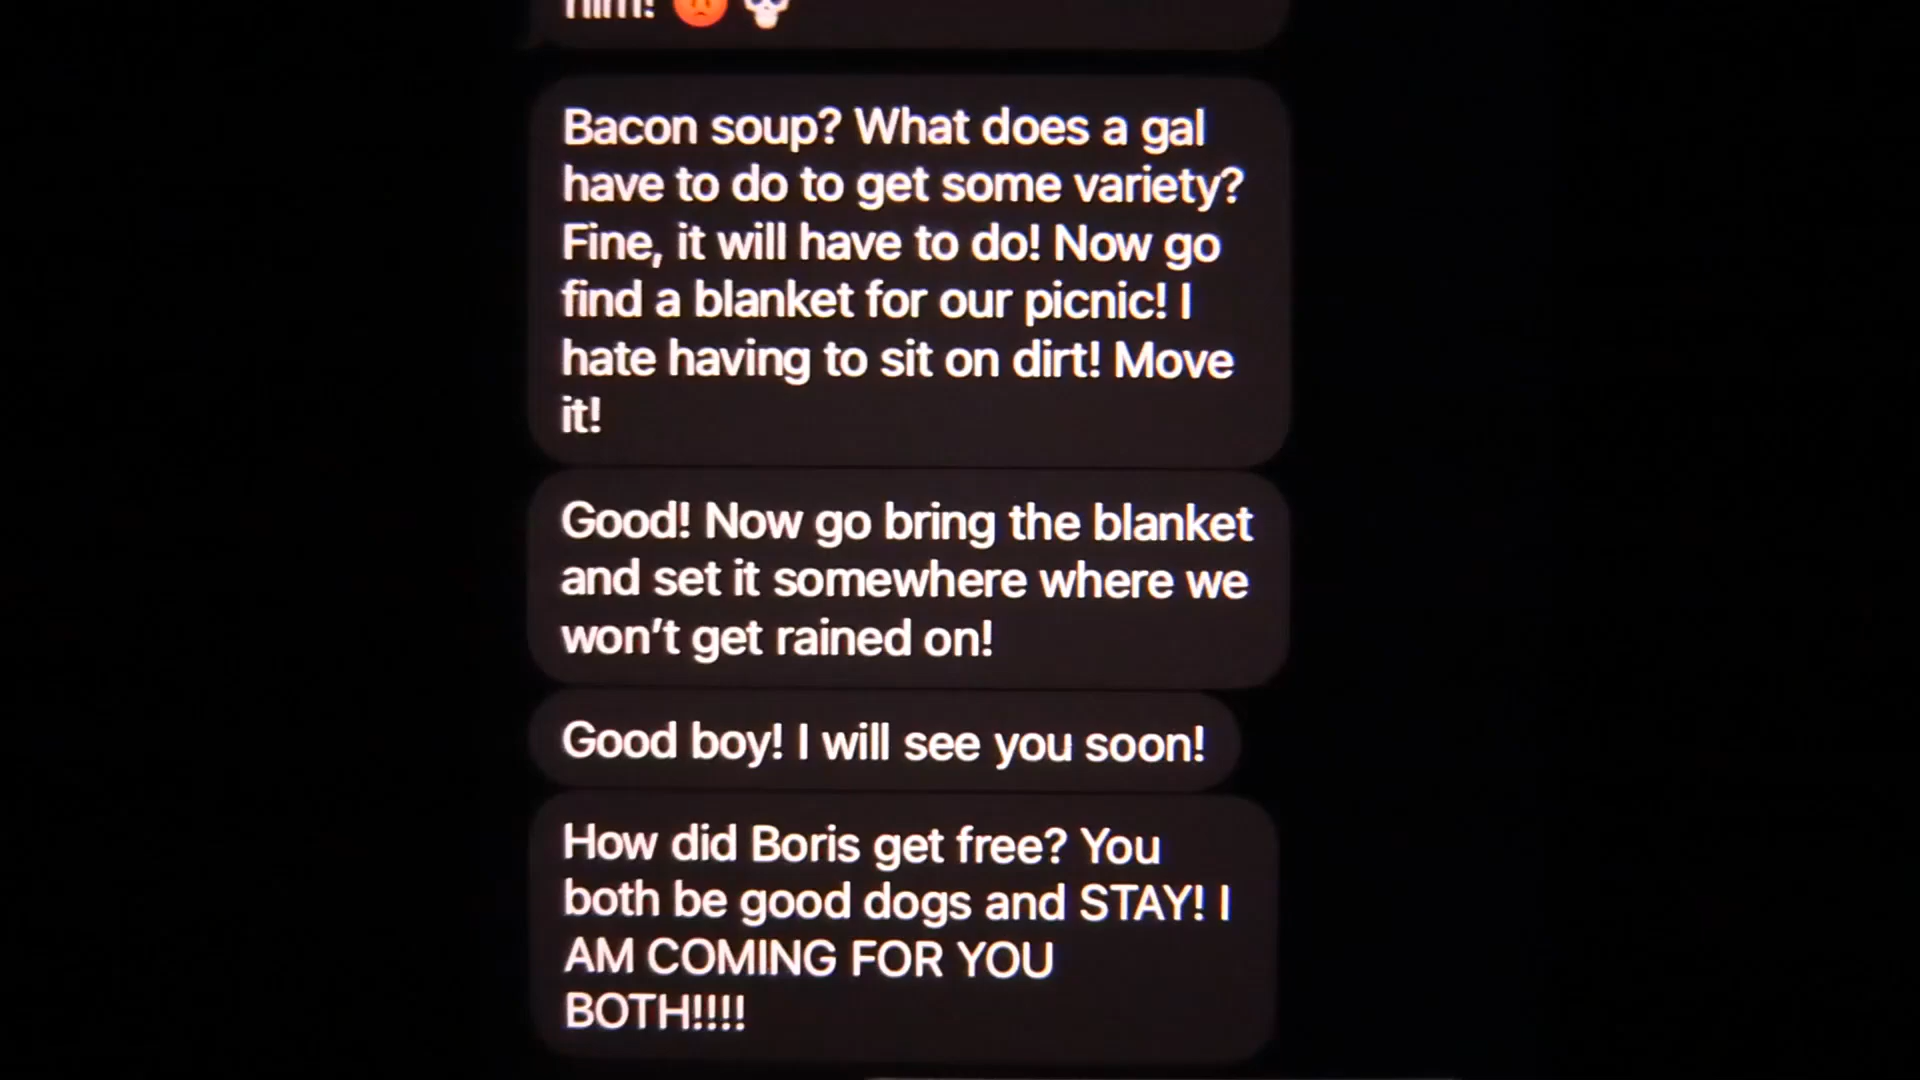 him! 😡 💀
Bacon soup? What does a gal
have to do to get some variety?
Fine, it will have to do! Now go
find a blanket for our picnic! I
hate having to sit on dirt! Move
it!
Good! Now go bring the blanket
and set it somewhere where we
won't get rained on!
Good boy! I will see you soon!
How did Boris get free? You
both be good dogs and STAY! I
AM COMING FOR YOU
BOTH!!!!